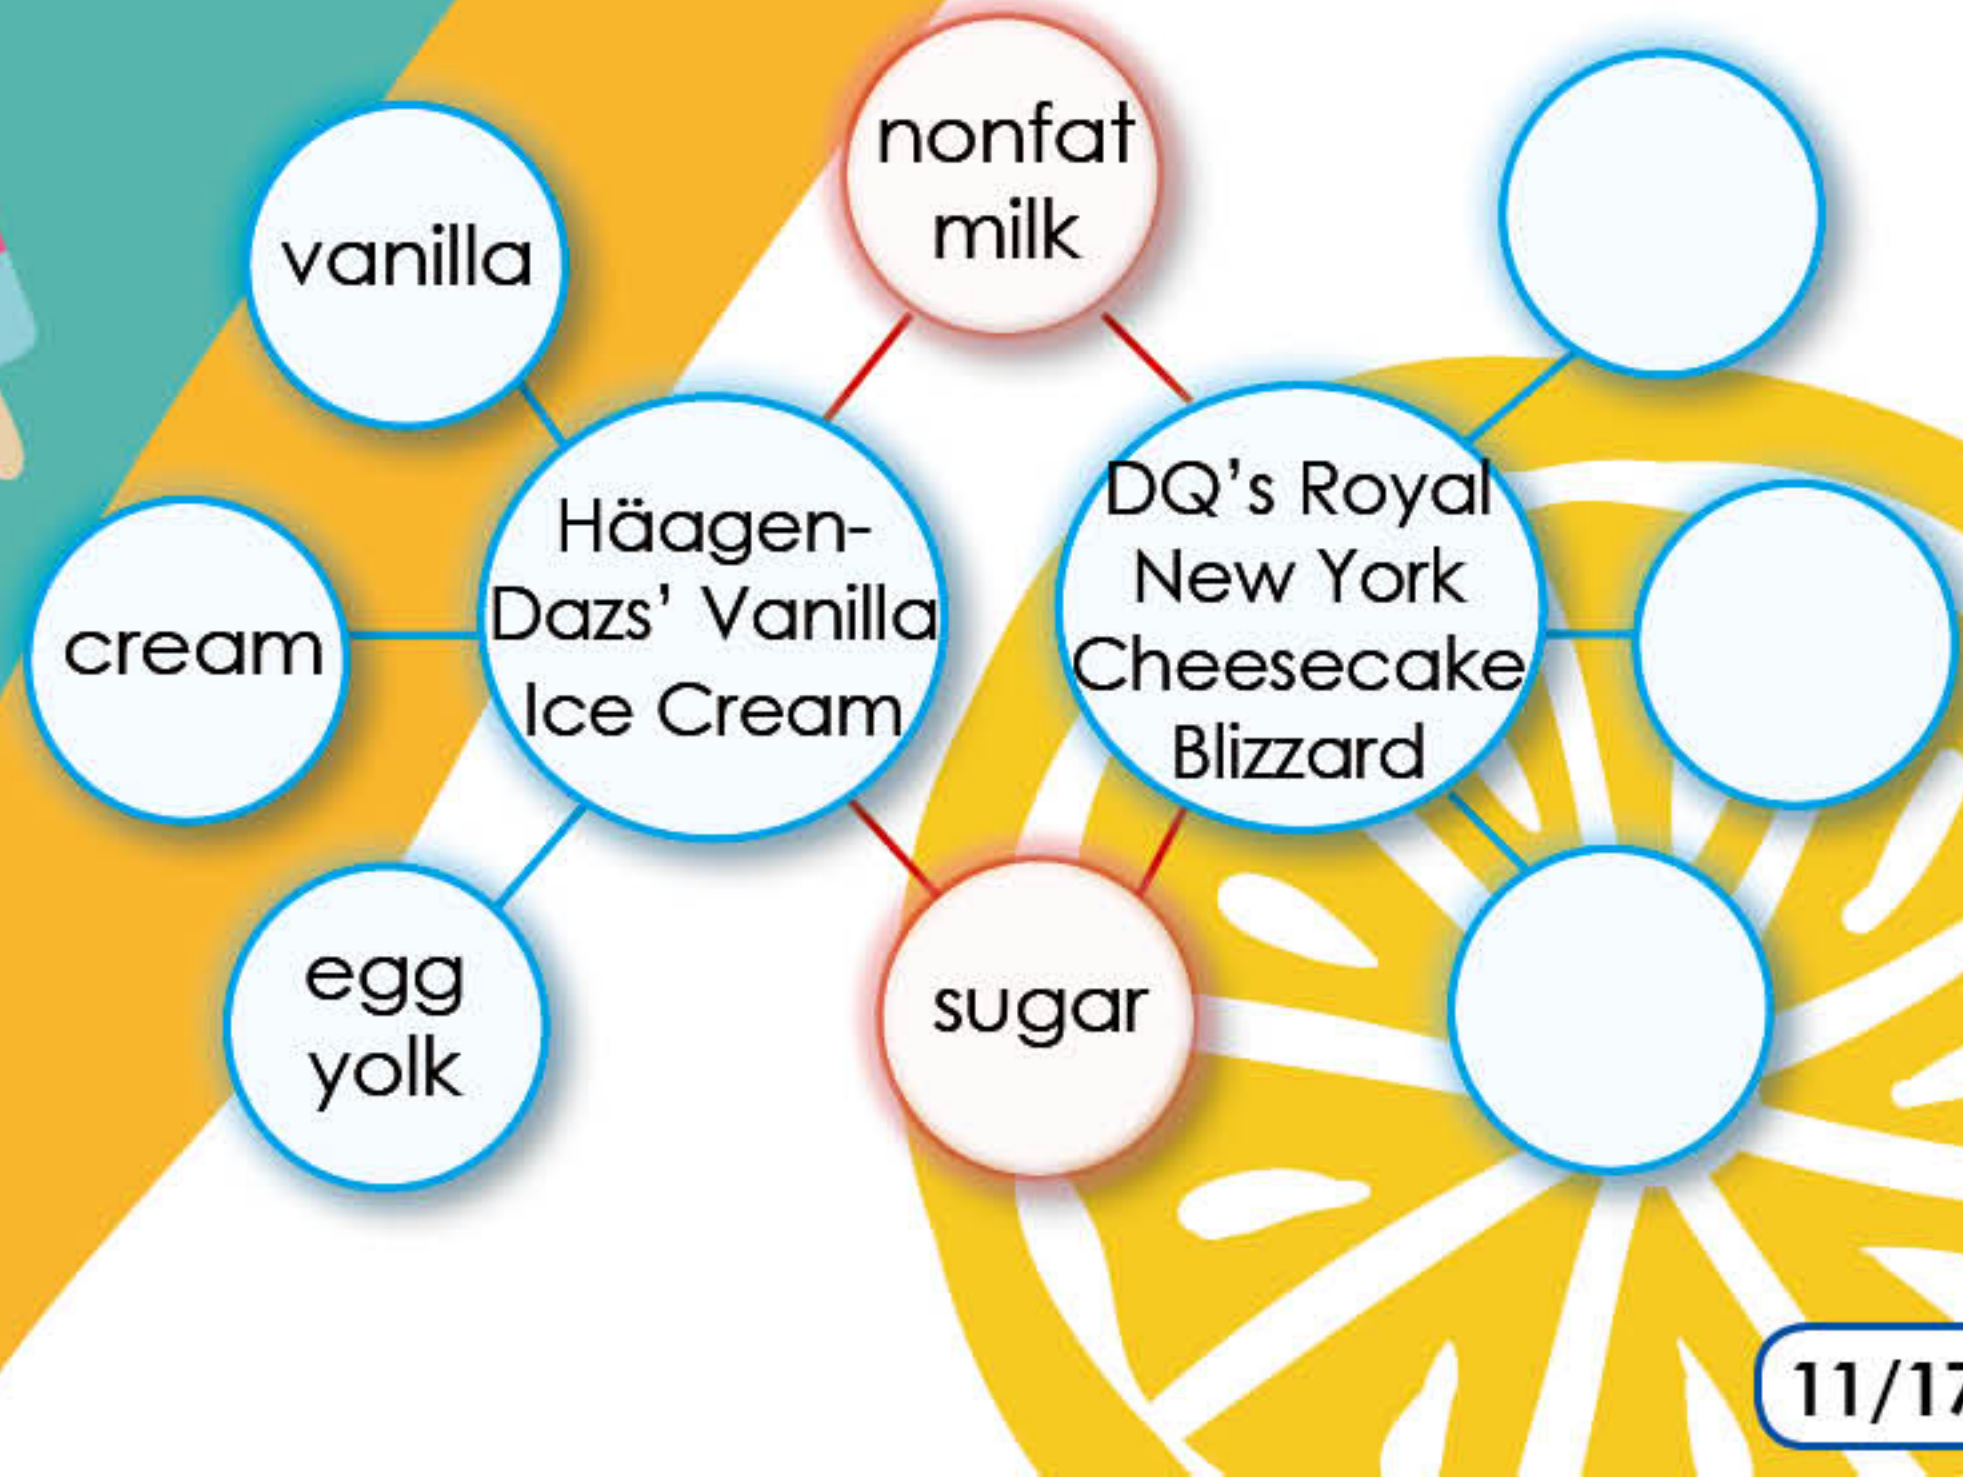 nonfat
milk
vanilla
Häagen-
Dazs’ Vanilla
Ice Cream
DQ’s Royal
New York
Cheesecake
Blizzard
cream
egg
yolk
sugar
11/17